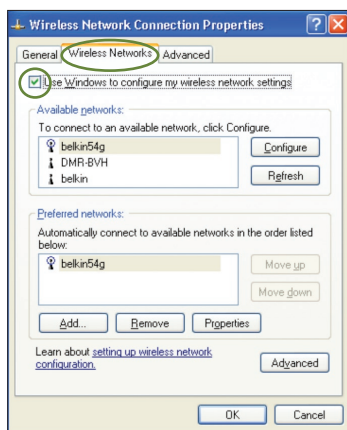 Wireless Network Connection Properties
General Wireless Networks Advanced
Use Windows to configure my wireless network settings
Available networks:
To connect to an available network, click Configure.
belkin54g
DMR-BVH
belkin
Configure
Refresh
Preferred networks:
Automatically connect to available networks in the order listed
below:
belkin54g
Move up
Move down
Add... Remove Properties
Learn about setting up wireless network
configuration.
Advanced
OK Cancel